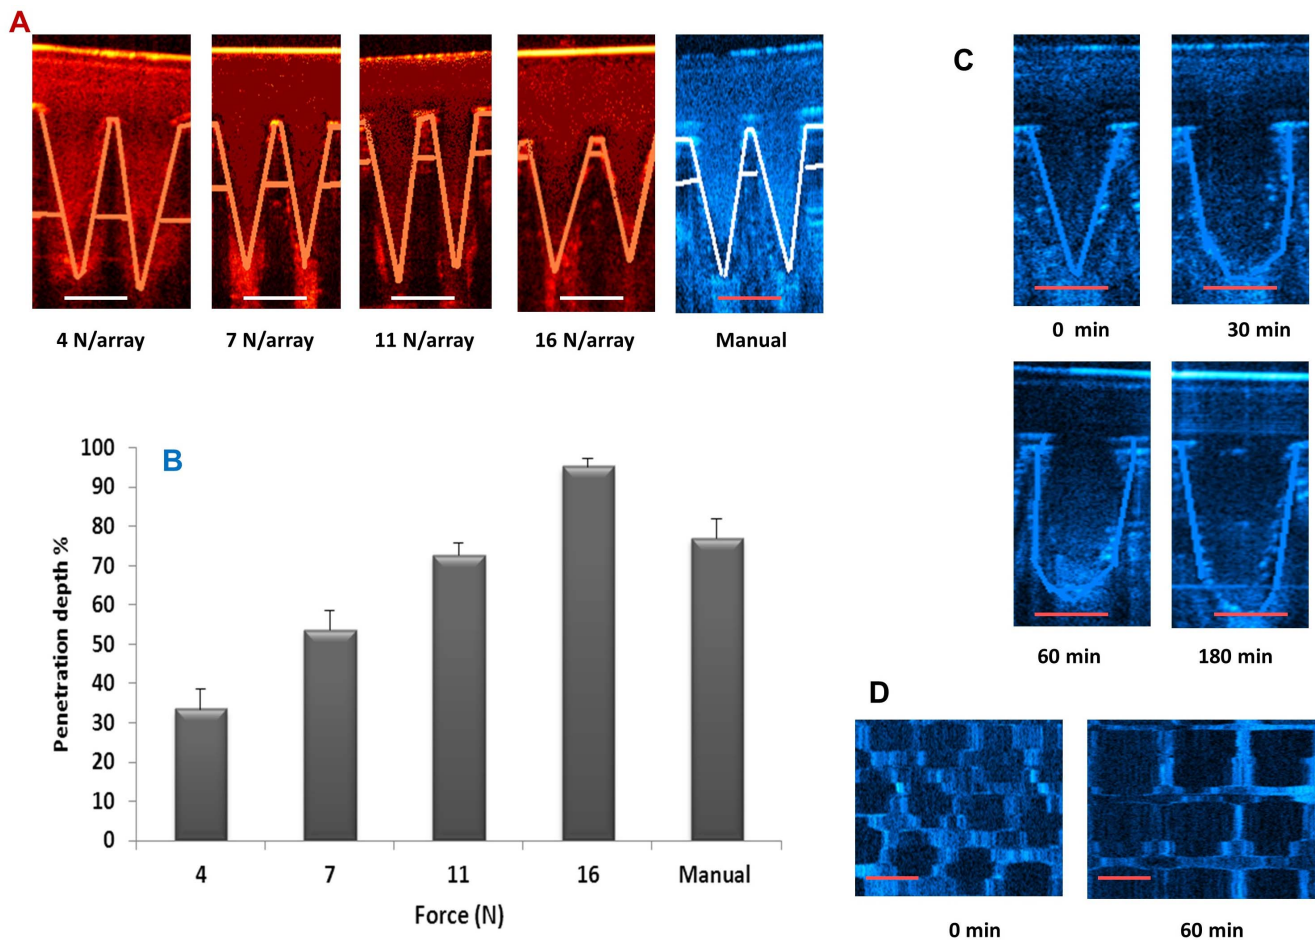 A
4 N/array
7 N/array
11 N/array
16 N/array
Manual
B
Penetration depth %
100
90
80
70
60
50
40
30
20
10
0
4
7
11
16
Manual
Force (N)
C
0 min
30 min
60 min
180 min
D
0 min
60 min